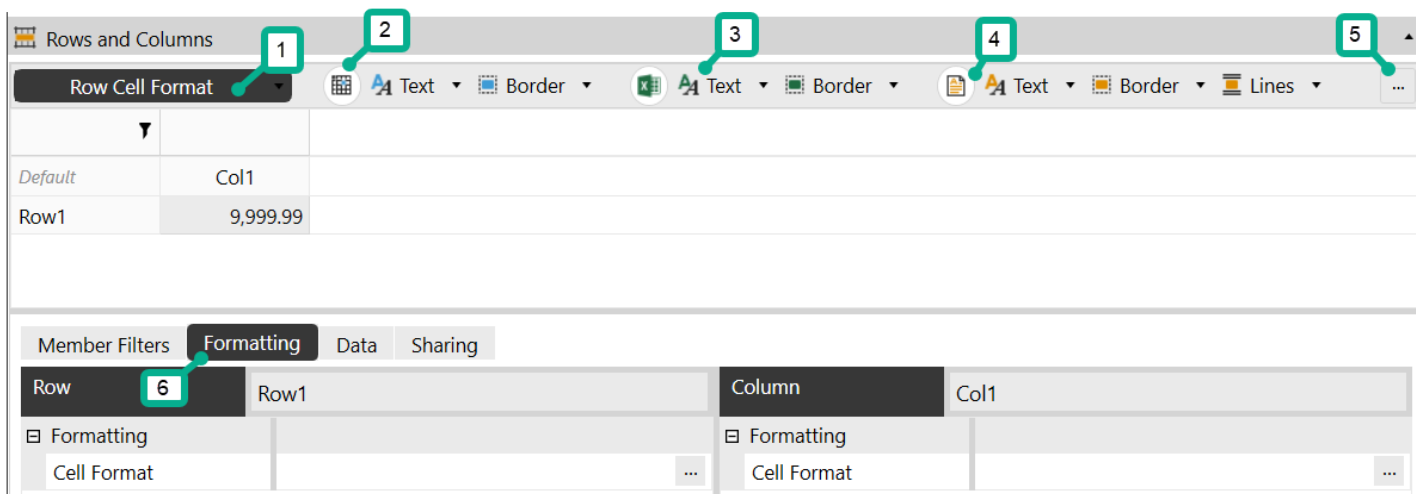 Rows and Columns
1
2
3
4
5
Row Cell Format
Text
Border
Text
Border
Text
Border
Lines
...
Default
Col1
Row1
9,999.99
Member Filters
Formatting
Data
Sharing
6
Row
Row1
Column
Col1
Formatting
Formatting
Cell Format
...
Cell Format
...